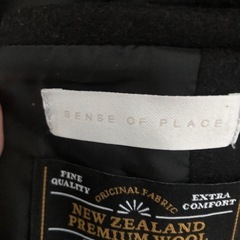 SENSE OF PLACE
FINE
QUALITY
ORIGINAL FABRIC
EXTRA
COMFORT
NEW ZEALAND
PREMIUM WOOL